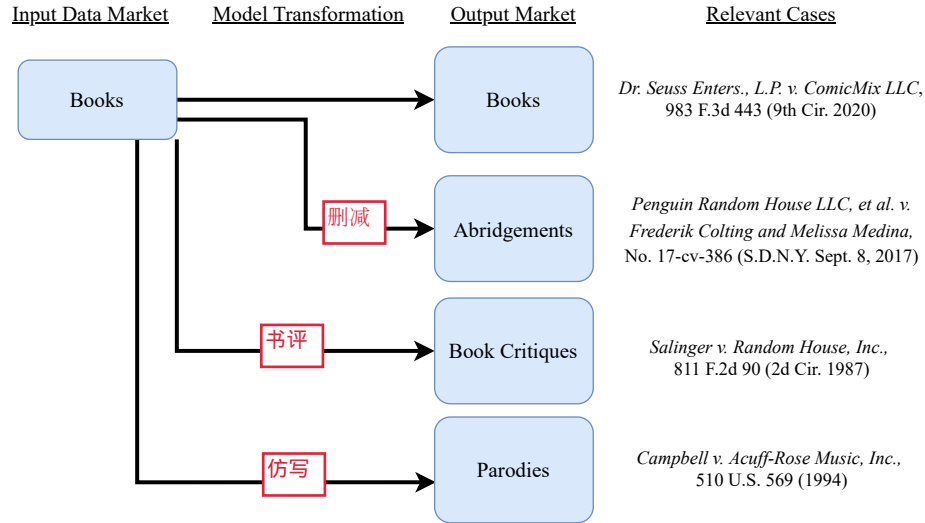 Input Data Market
Model Transformation
Output Market
Relevant Cases
Books
Books
Dr. Seuss Enters., L.P. v. ComicMix LLC,
983 F.3d 443 (9th Cir. 2020)
删减
Abridgements
Penguin Random House LLC, et al. v.
Frederik Colting and Melissa Medina,
No. 17-cv-386 (S.D.N.Y. Sept. 8, 2017)
书评
Book Critiques
Salinger v. Random House, Inc.,
811 F.2d 90 (2d Cir. 1987)
仿写
Parodies
Campbell v. Acuff-Rose Music, Inc.,
510 U.S. 569 (1994)